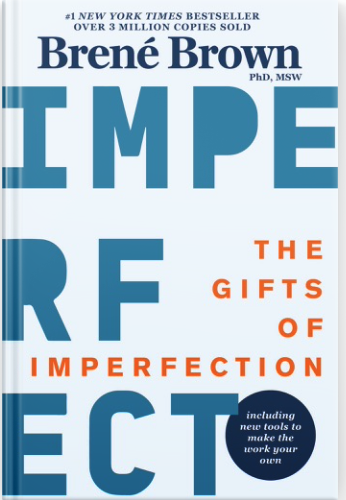 #1 NEW YORK TIMES BESTSELLER
OVER 3 MILLION COPIES SOLD
Brené Brown
PhD, MSW
IMPE
RF
ECT
THE
GIFTS
OF
IMPERFECTION
including
new tools to
make the
work your
own